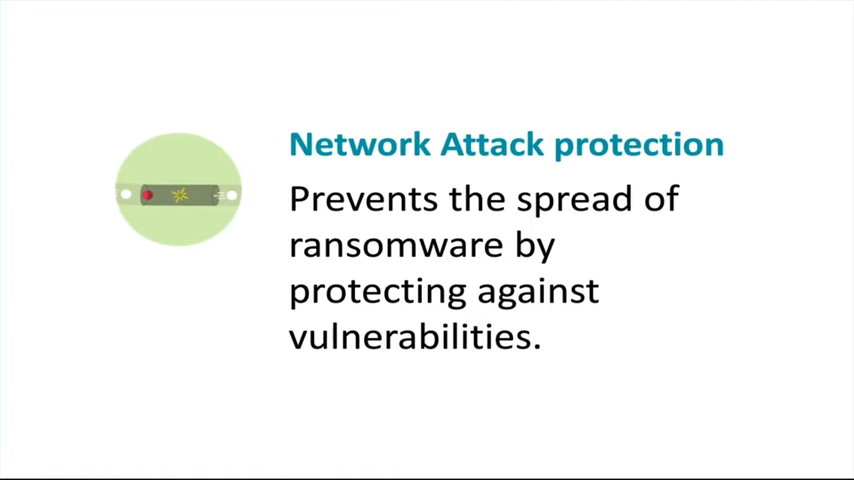 Network Attack protection
Prevents the spread of
ransomware by
protecting against
vulnerabilities.